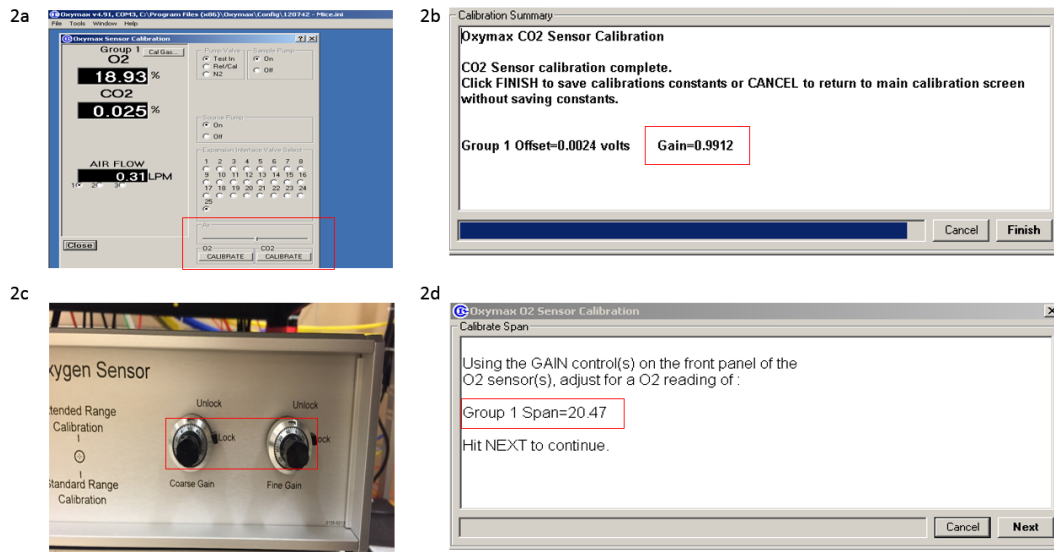 2a
Oxymax v4.91, COM3, C:\Program Files (x86)\Oxymax\Config\120742 - Mice.ini
File Tools Window Help
Oxymax Sensor Calibration
Group 1
Cal Gas...
O2
18.93 %
CO2
0.025 %
AIR FLOW
0.31 LPM
1 2 3
Close
Pump Valve
Test In
Ref/Cal
N2
Sample Pump
On
Off
Source Pump
On
Off
Expansion Interface Valve Select
1 2 3 4 5 6 7 8
9 10 11 12 13 14 15 16
17 18 19 20 21 22 23 24
25
Air
O2
CALIBRATE
CO2
CALIBRATE
2b
Calibration Summary
Oxymax CO2 Sensor Calibration
CO2 Sensor calibration complete.
Click FINISH to save calibrations constants or CANCEL to return to main calibration screen
without saving constants.
Group 1 Offset=0.0024 volts Gain=0.9912
Cancel Finish
2c
xygen Sensor
tended Range
Calibration
Standard Range
Calibration
Unlock
Lock
Coarse Gain
Unlock
ock
Fine Gain
2d
Oxymax O2 Sensor Calibration
Calibrate Span
Using the GAIN control(s) on the front panel of the
O2 sensor(s), adjust for a O2 reading of :
Group 1 Span=20.47
Hit NEXT to continue.
Cancel Next